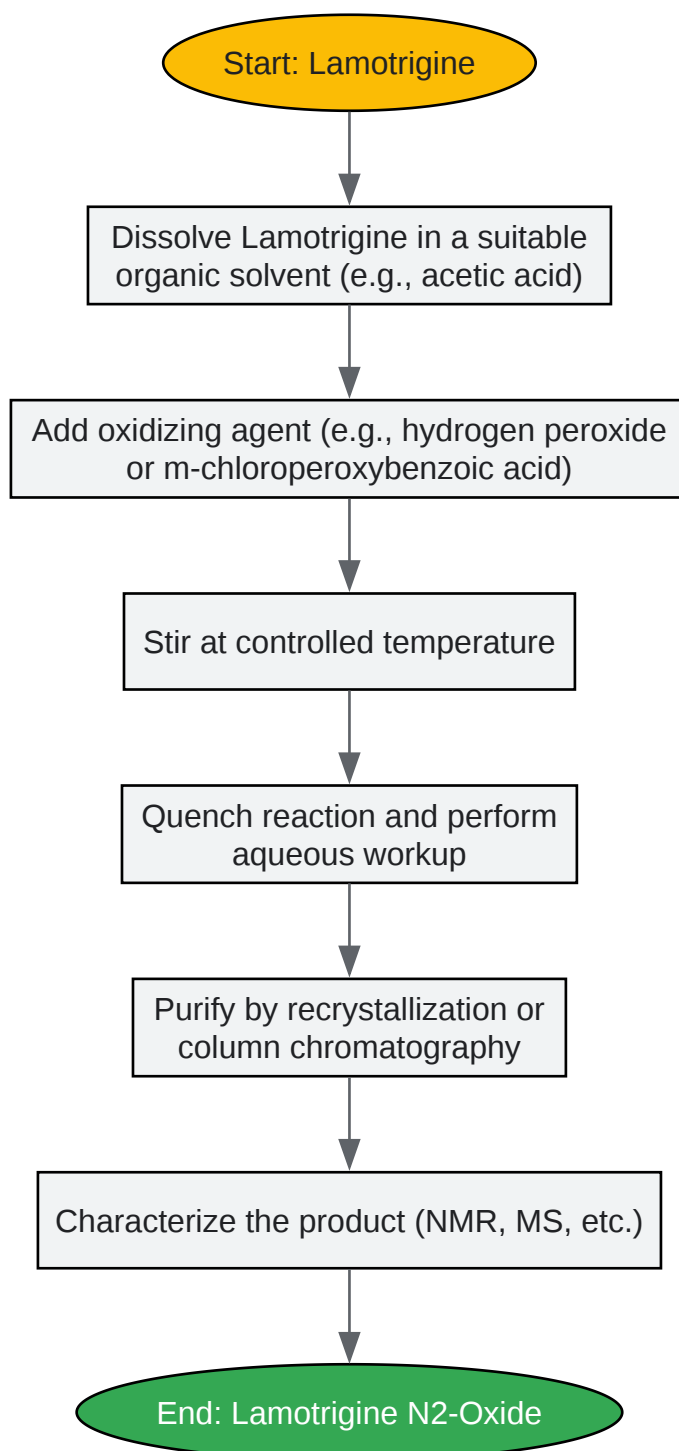 Start: Lamotrigine
Dissolve Lamotrigine in a suitable
organic solvent (e.g., acetic acid)
Add oxidizing agent (e.g., hydrogen peroxide
or m-chloroperoxybenzoic acid)
Stir at controlled temperature
Quench reaction and perform
aqueous workup
Purify by recrystallization or
column chromatography
Characterize the product (NMR, MS, etc.)
End: Lamotrigine N2-Oxide